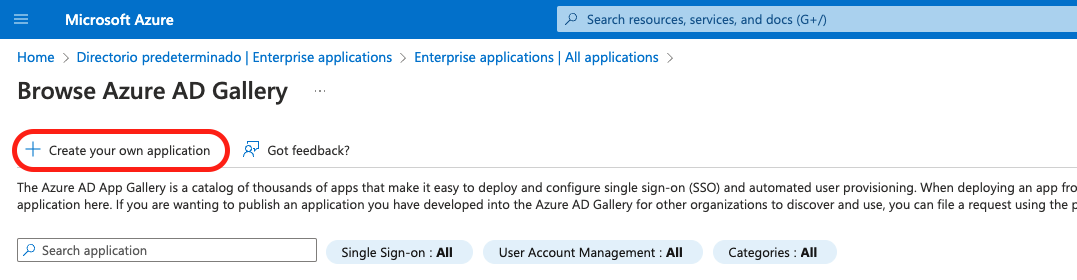 Microsoft Azure
Search resources, services, and docs (G+/)
Home > Directorio predeterminado | Enterprise applications > Enterprise applications | All applications >
Browse Azure AD Gallery ...
+ Create your own application Got feedback?
The Azure AD App Gallery is a catalog of thousands of apps that make it easy to deploy and configure single sign-on (SSO) and automated user provisioning. When deploying an app
application here. If you are wanting to publish an application you have developed into the Azure AD Gallery for other organizations to discover and use, you can file a request using the
Search application Single Sign-on : All User Account Management : All Categories : All